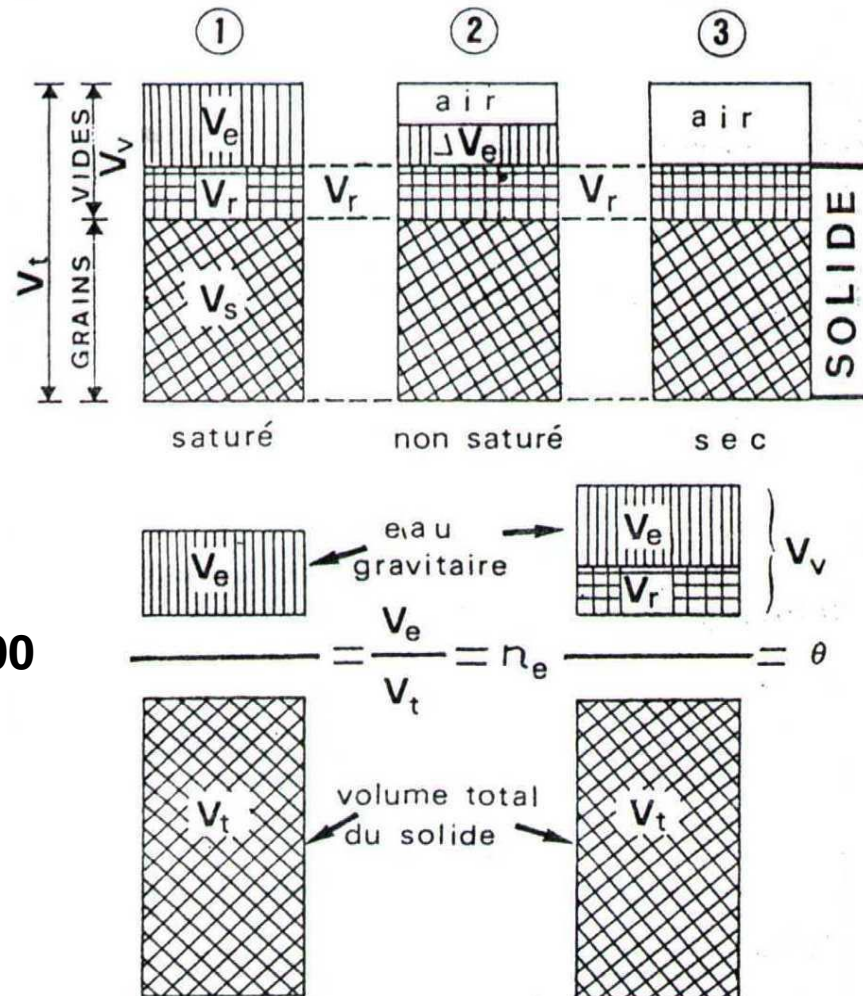 1 2 3
Vt
GRAINS VIDES
Vv
Ve
Vr
Vs
air
Ve
Vr
Vr
air
SOLIDE
saturé non saturé sec
Ve
eau
gravitaire
Ve
Vr
Vv
00
= Ve / Vt = ne
= θ
Vt
volume total
du solide
Vt